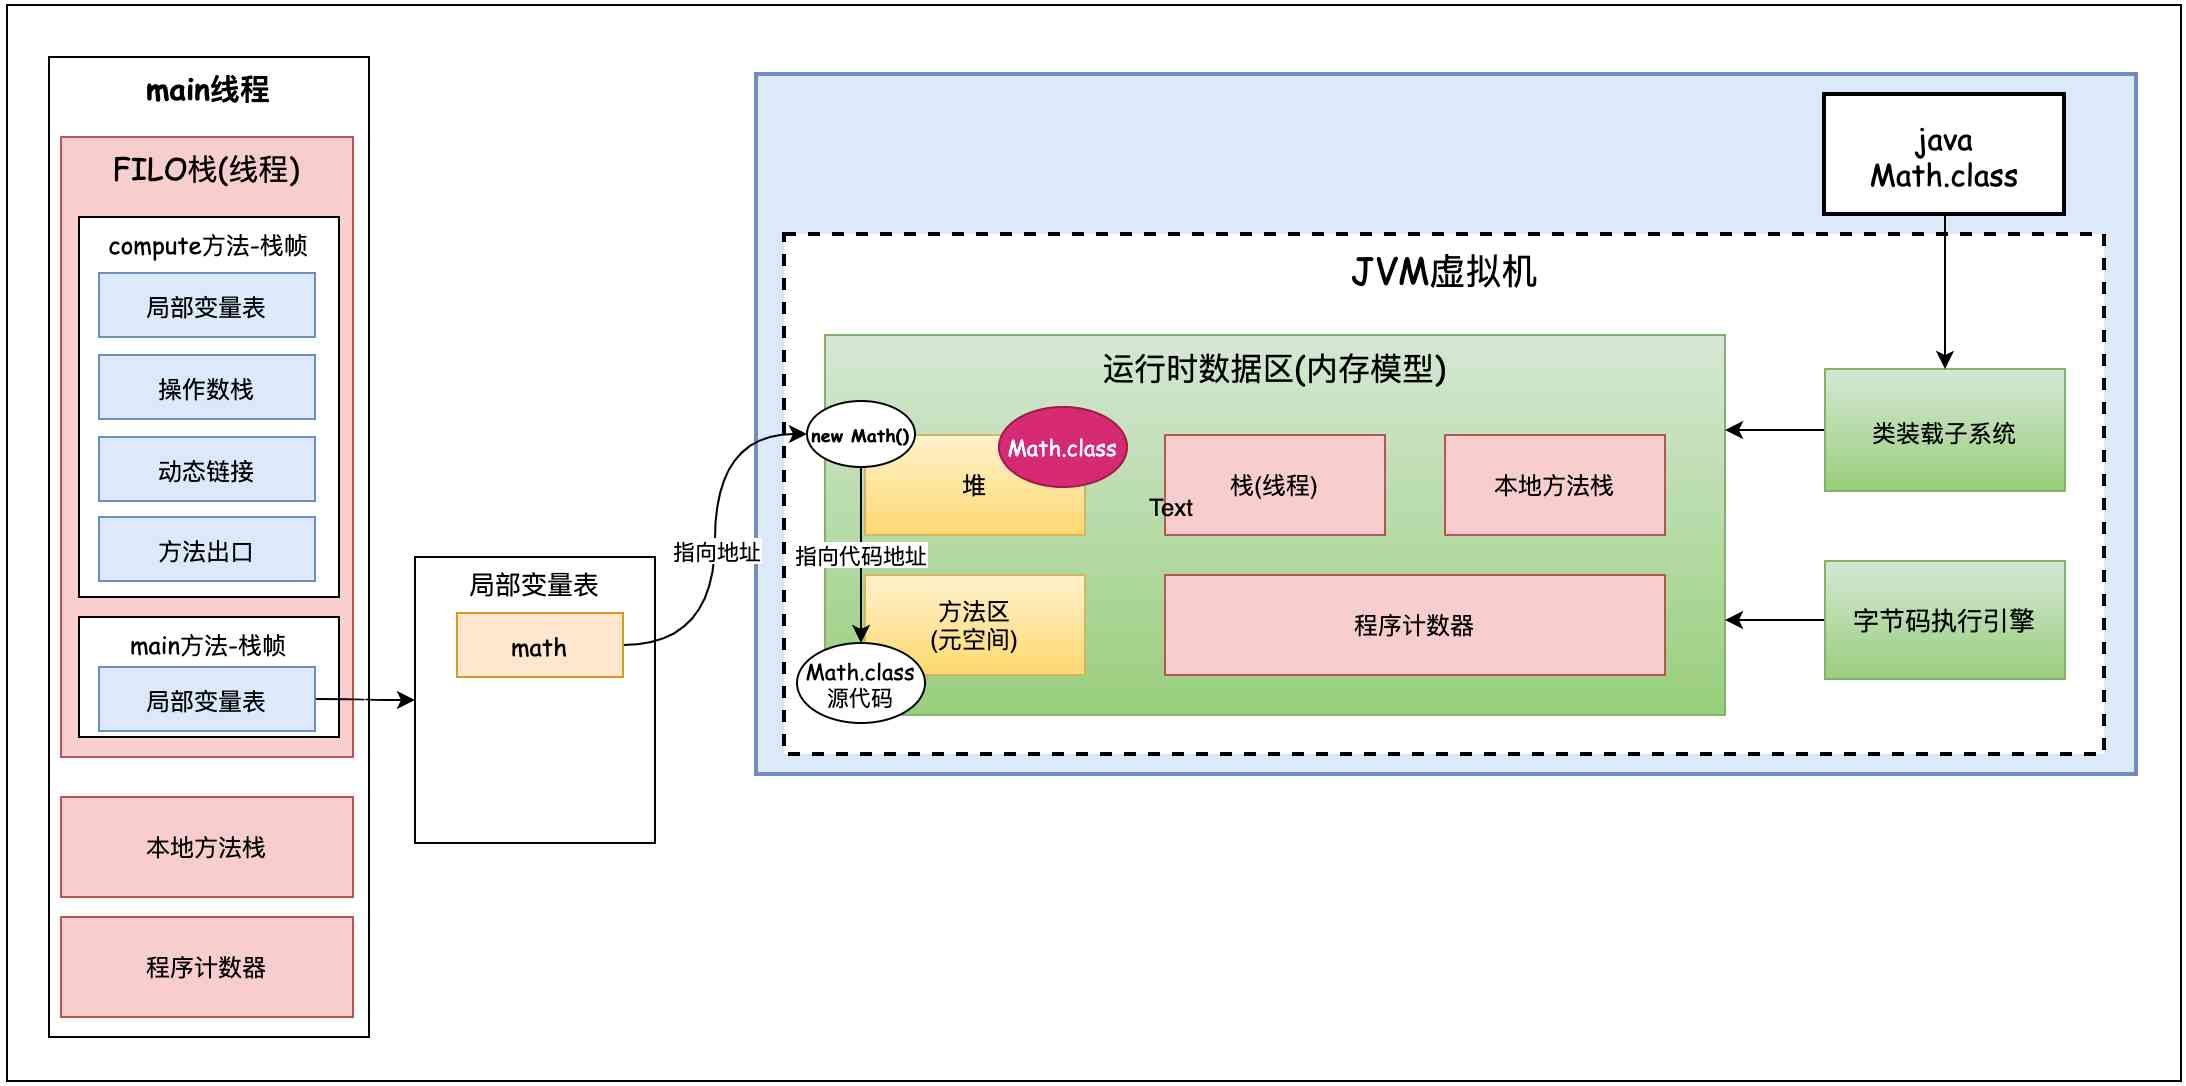 main线程
FILO栈(线程)
compute方法-栈帧
局部变量表
操作数栈
动态链接
方法出口
main方法-栈帧
局部变量表
本地方法栈
程序计数器
局部变量表
math
指向地址
java
Math.class
JVM虚拟机
运行时数据区(内存模型)
new Math()
Math.class
堆
栈(线程)
Text
本地方法栈
指向代码地址
方法区
(元空间)
程序计数器
Math.class
源代码
类装载子系统
字节码执行引擎